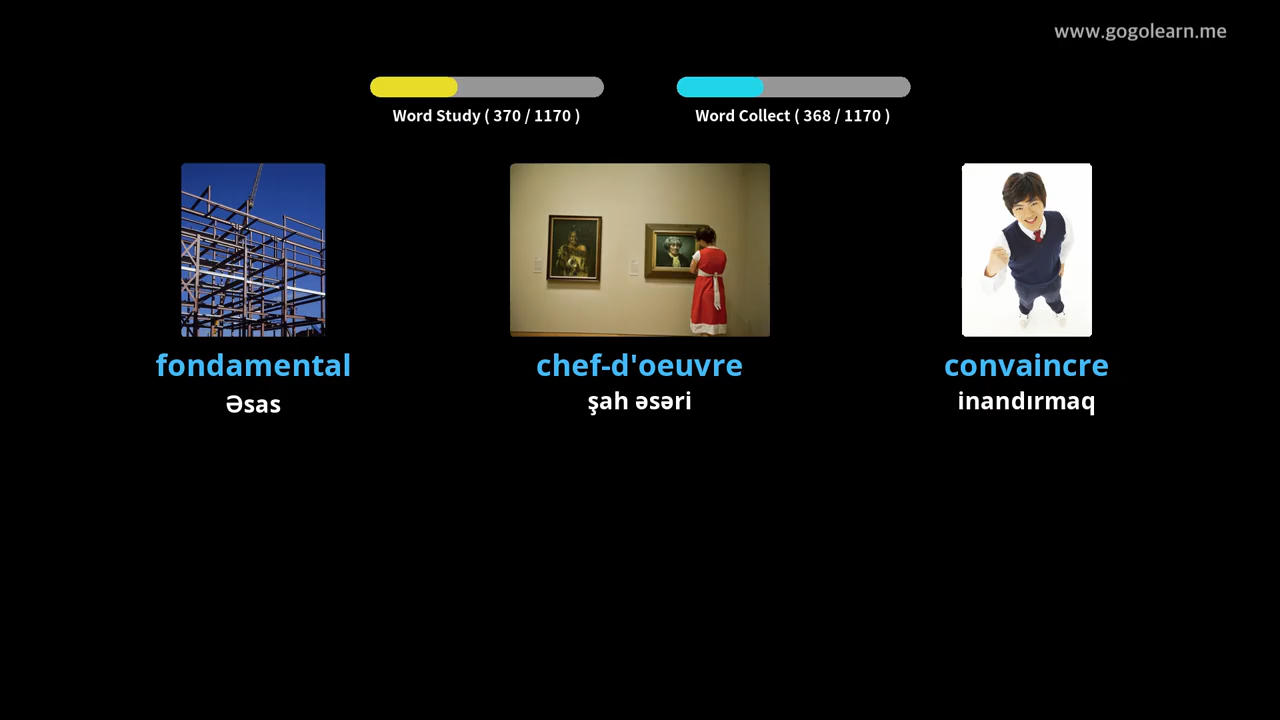 www.gogolearn.me
Word Study ( 370 / 1170 )
Word Collect ( 368 / 1170 )
fondamental
Əsas
chef-d'oeuvre
şah əsəri
convaincre
inandırmaq